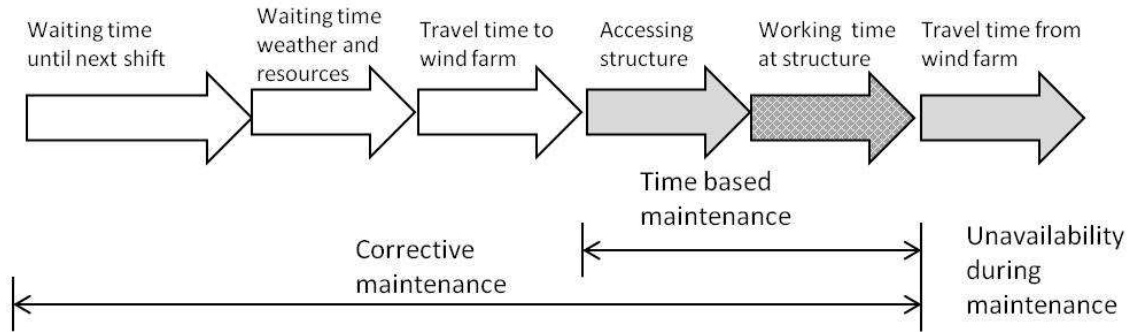 Waiting time
until next shift
Waiting time
weather and
resources
Travel time to
wind farm
Accessing
structure
Working time
at structure
Travel time from
wind farm
Time based
maintenance
Corrective
maintenance
Unavailability
during
maintenance